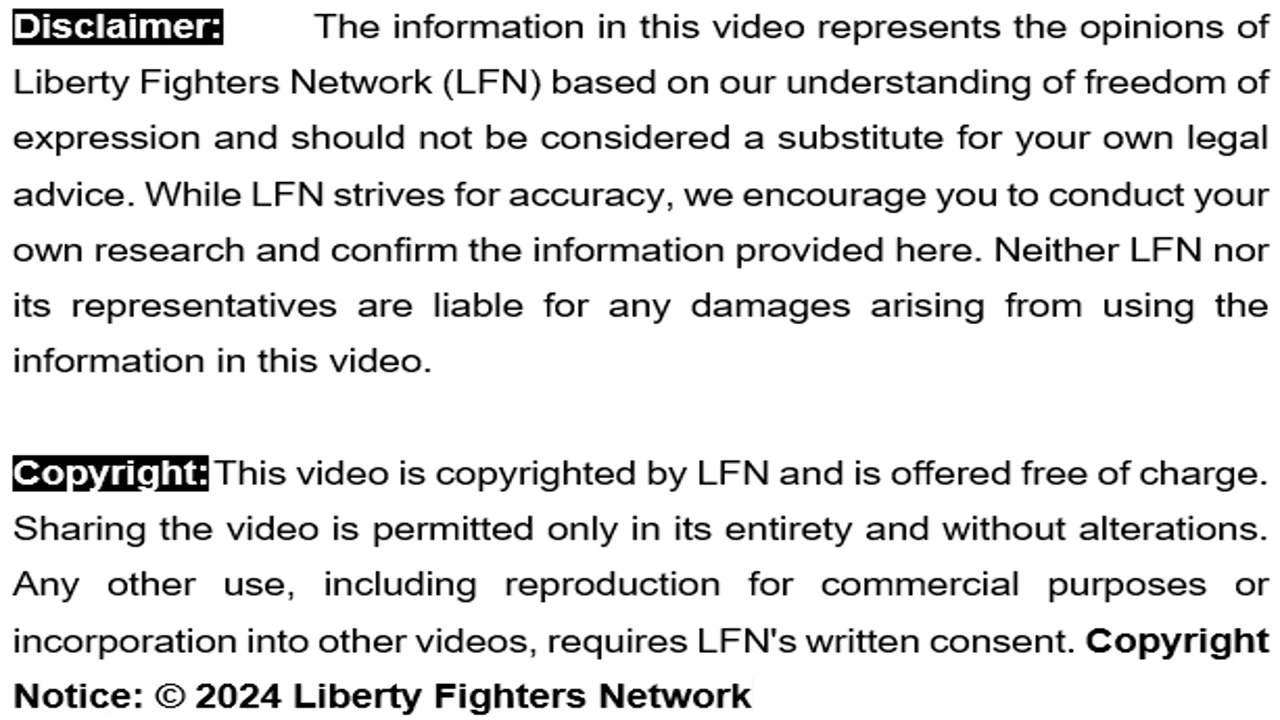 Disclaimer: The information in this video represents the opinions of
Liberty Fighters Network (LFN) based on our understanding of freedom of
expression and should not be considered a substitute for your own legal
advice. While LFN strives for accuracy, we encourage you to conduct your
own research and confirm the information provided here. Neither LFN nor
its representatives are liable for any damages arising from using the
information in this video.
Copyright: This video is copyrighted by LFN and is offered free of charge.
Sharing the video is permitted only in its entirety and without alterations.
Any other use, including reproduction for commercial purposes or
incorporation into other videos, requires LFN's written consent. Copyright
Notice: © 2024 Liberty Fighters Network